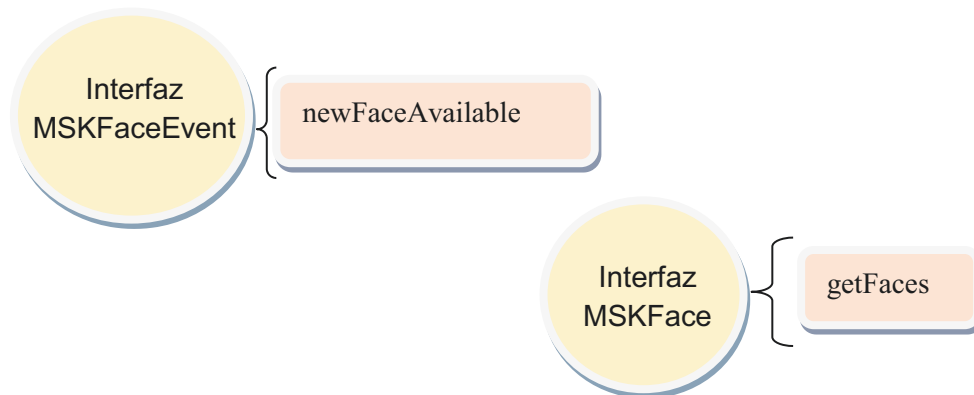 Interfaz
MSKFaceEvent
newFaceAvailable
Interfaz
MSKFace
getFaces